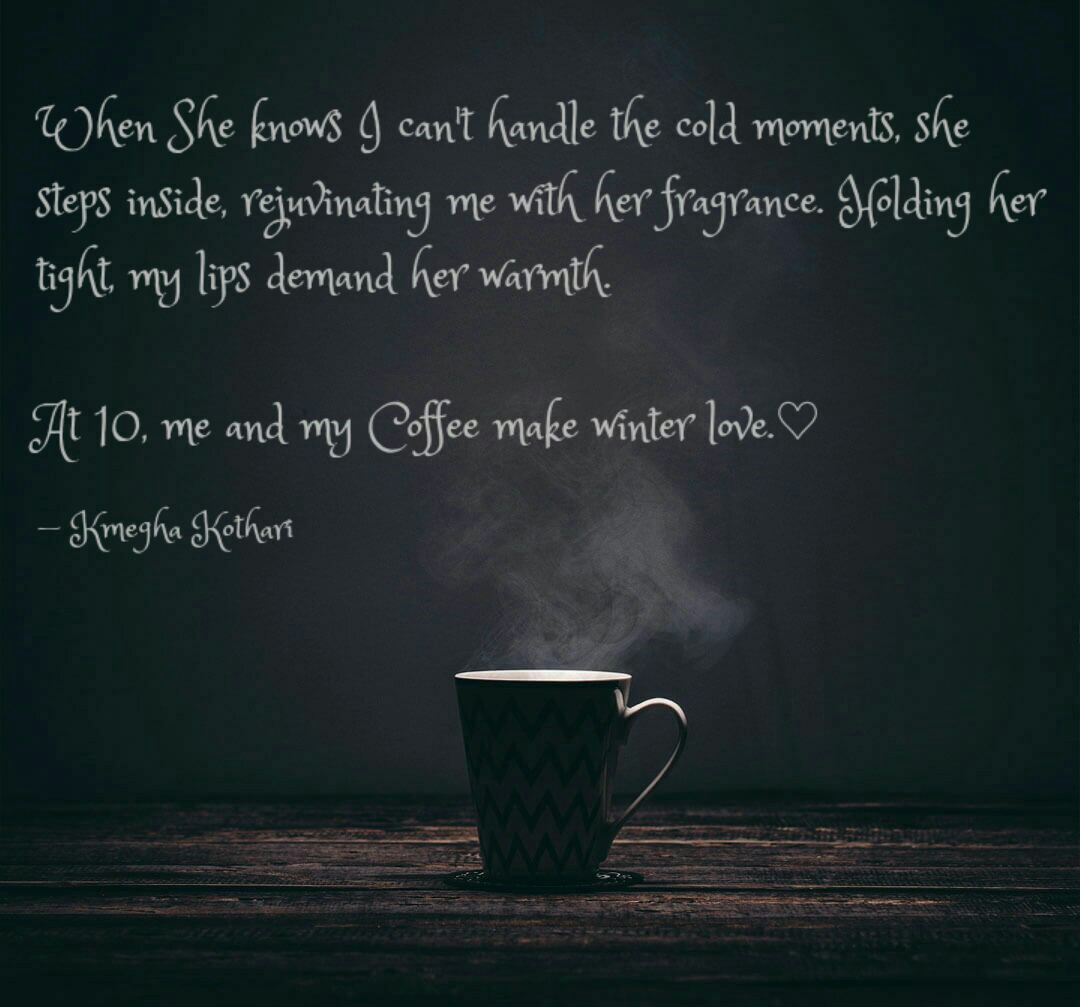 When She knows I can't handle the cold moments, she
steps inside, rejuvinating me with her fragrance. Holding her
tight, my lips demand her warmth.
At 10, me and my Coffee make winter love.♡
– Kmegha Kothari